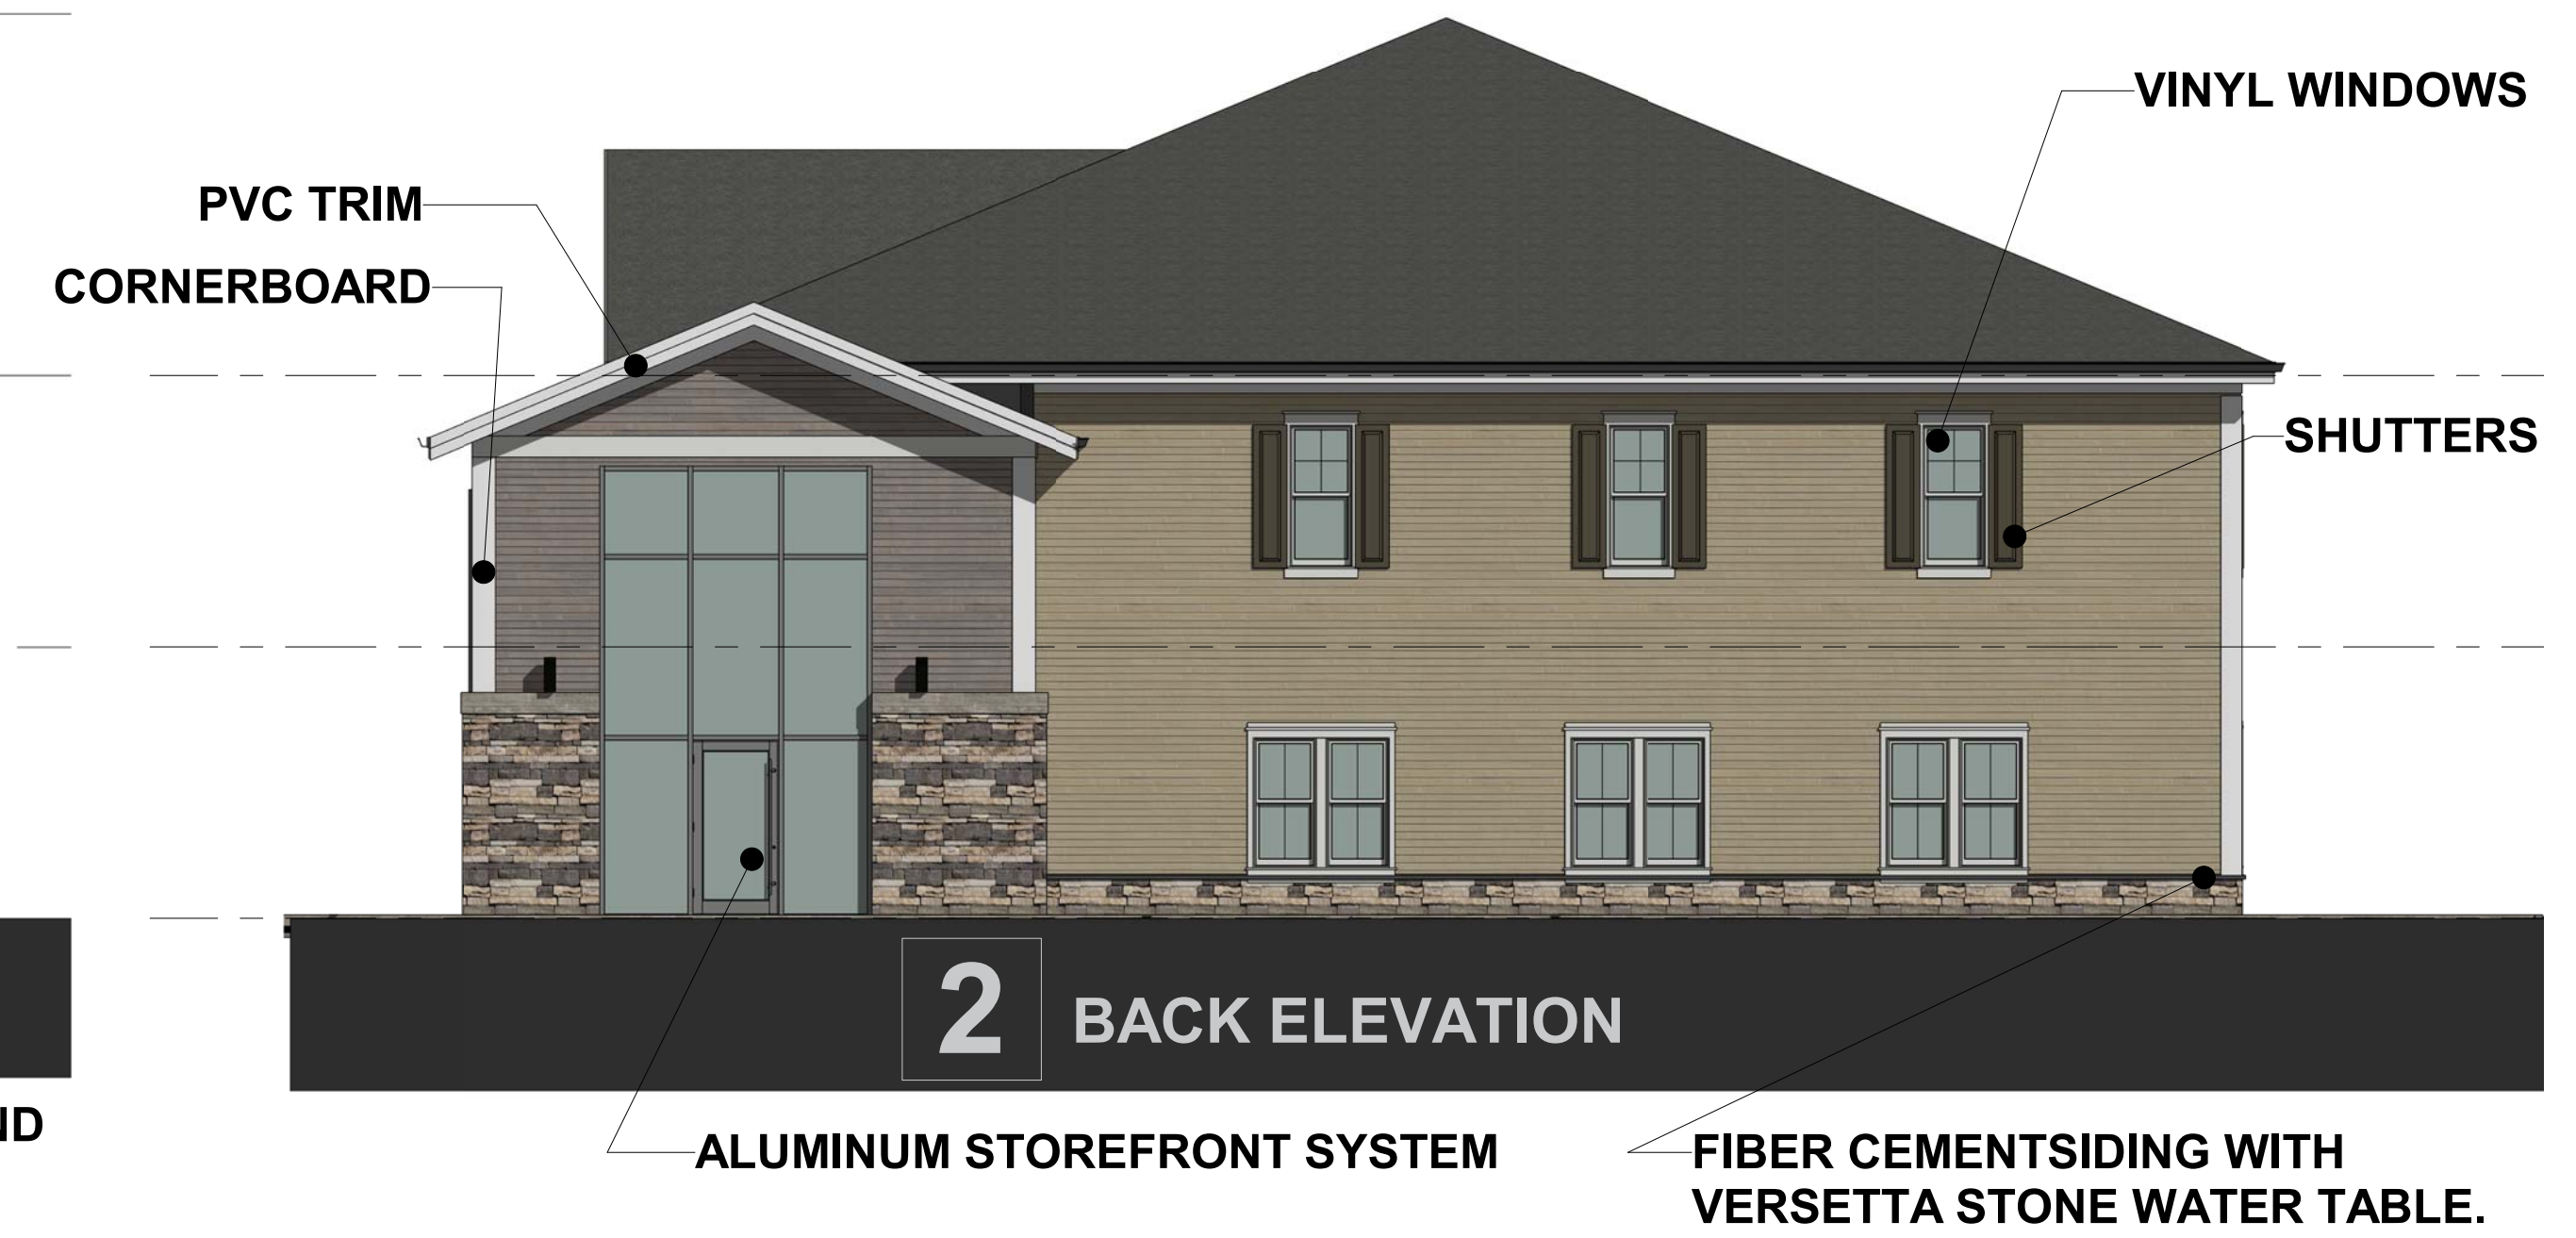 VINYL WINDOWS
PVC TRIM
CORNERBOARD
SHUTTERS
2 BACK ELEVATION
ND
ALUMINUM STOREFRONT SYSTEM
FIBER CEMENTSIDING WITH
VERSETTA STONE WATER TABLE.